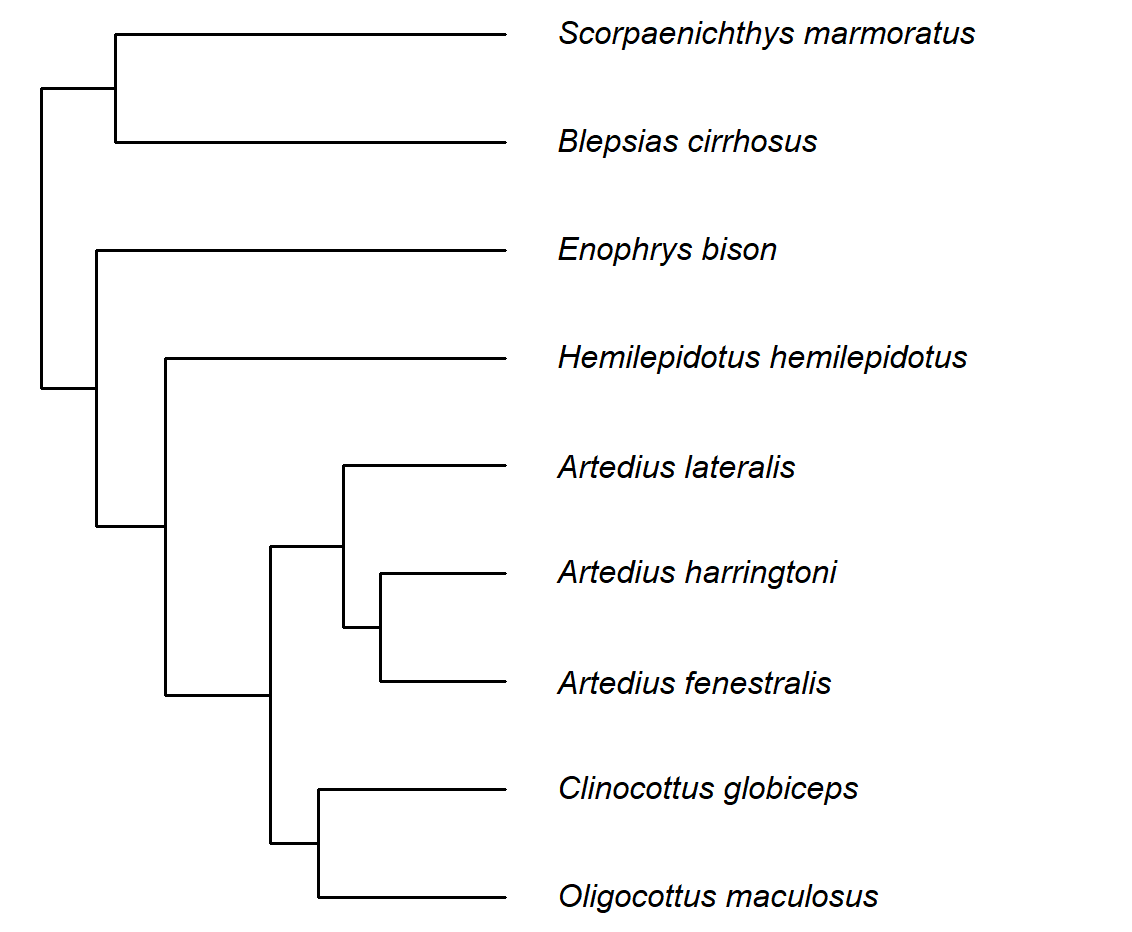 Scorpaenichthys marmoratus
Blepsias cirrhosus
Enophrys bison
Hemilepidotus hemilepidotus
Artedius lateralis
Artedius harringtoni
Artedius fenestralis
Clinocottus globiceps
Oligocottus maculosus